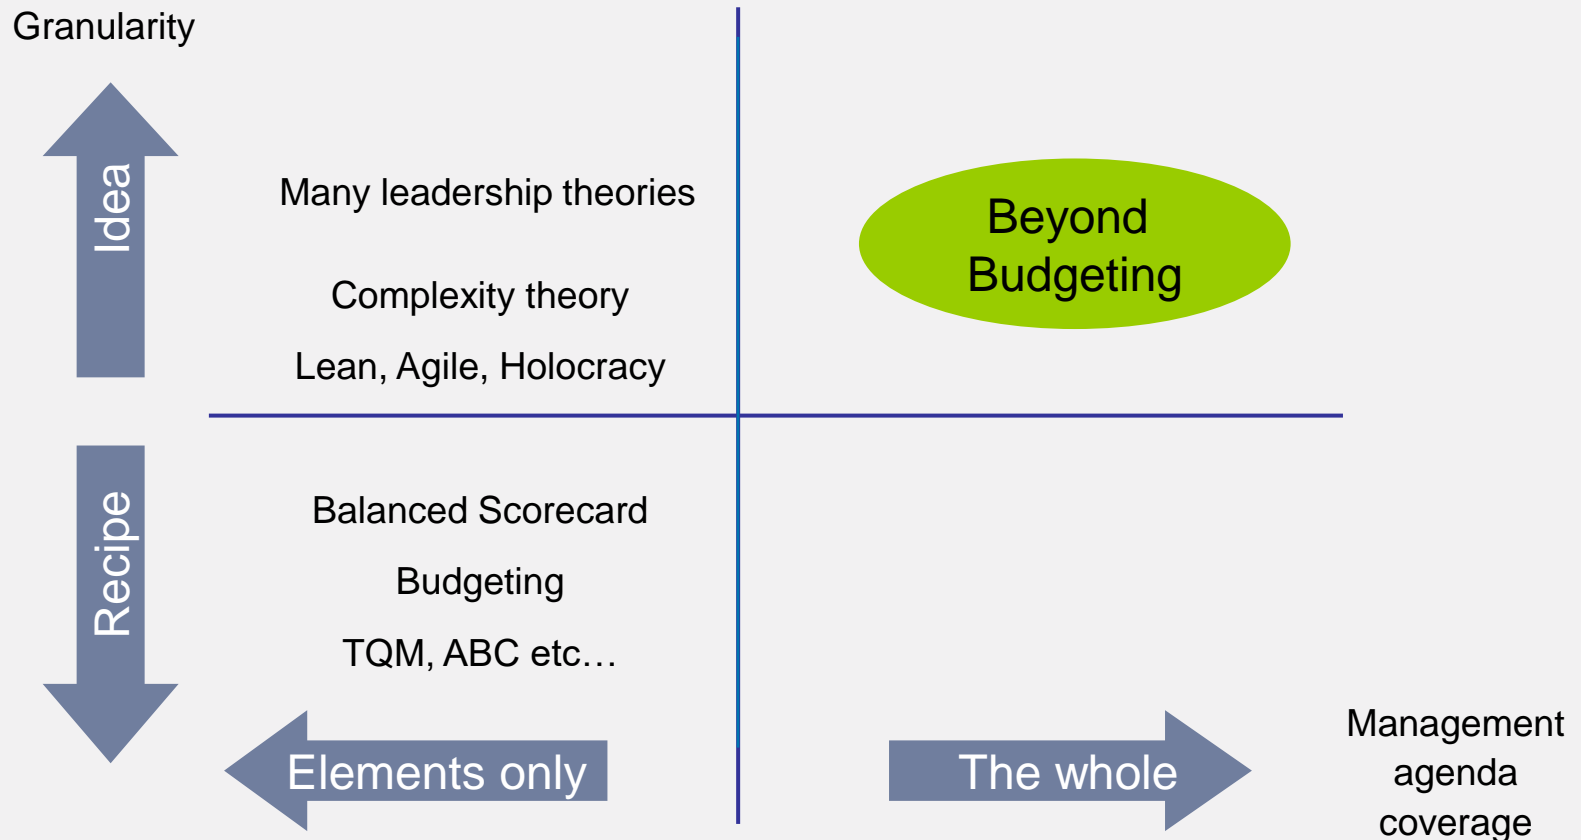 Granularity
Idea
Many leadership theories
Beyond
Budgeting
Complexity theory
Lean, Agile, Holocracy
Recipe
Balanced Scorecard
Budgeting
TQM, ABC etc…
Elements only
The whole
Management
agenda
coverage